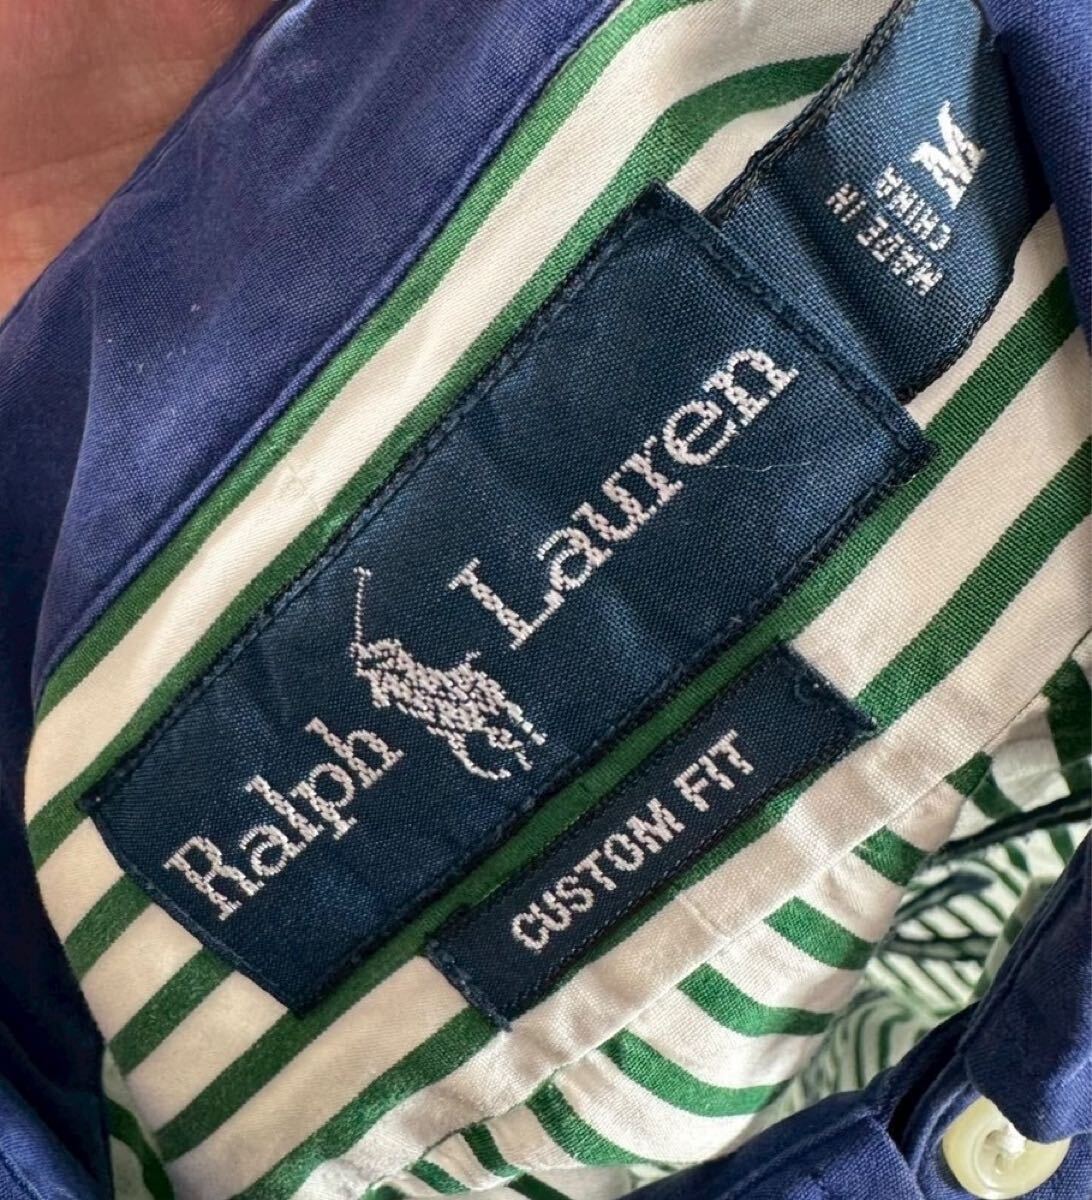 M
MADE IN
CHINA
Ralph Lauren
CUSTOM FIT